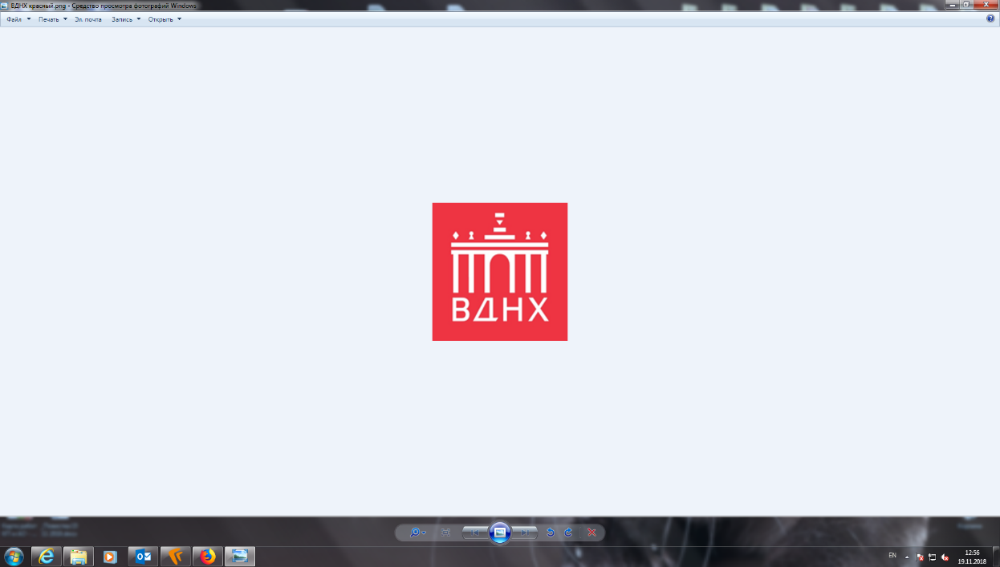 ВДНХ красный.png - Средство просмотра фотографий Windows
Файл Печать Эл. почта Запись Открыть
ВДНХ
EN
12:56
19.11.2018